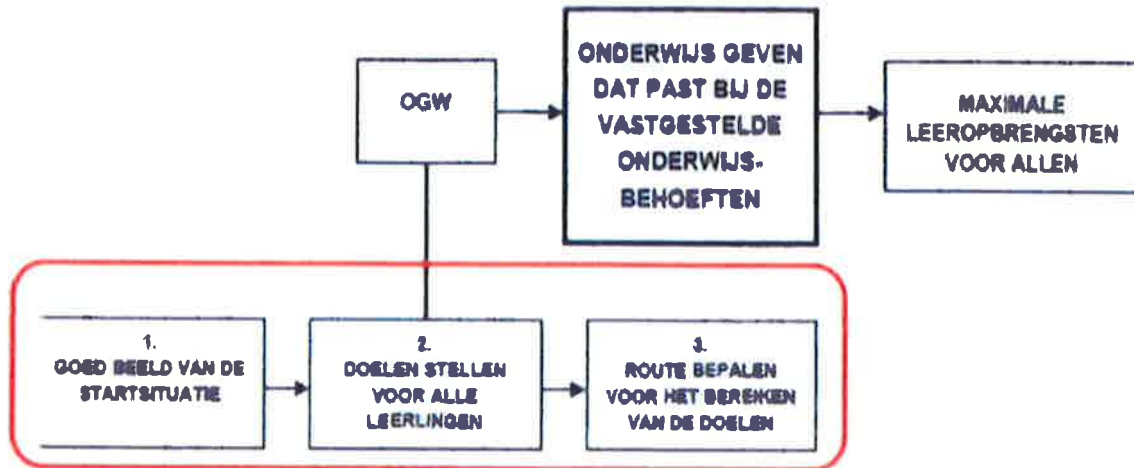 OGW
ONDERWIJS GEVEN
DAT PAST BIJ DE
VASTGESTELDE
ONDERWIJS-
BEHOEFTEN
MAXIMALE
LEEROPBRENGSTEN
VOOR ALLEN
1.
GOED BEELD VAN DE
STARTSITUATIE
2.
DOELEN STELLEN
VOOR ALLE
LEERLINGEN
3.
ROUTE BEPALEN
VOOR HET BEREIKEN
VAN DE DOELEN